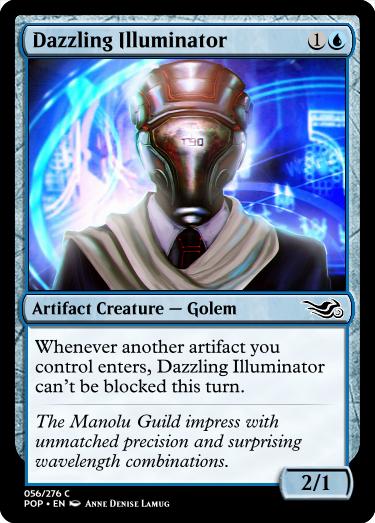 Dazzling Illuminator 1
T90
Artifact Creature — Golem
Whenever another artifact you
control enters, Dazzling Illuminator
can't be blocked this turn.
The Manolu Guild impress with
unmatched precision and surprising
wavelength combinations.
2/1
056/276 C
POP • EN Anne Denise Lamug